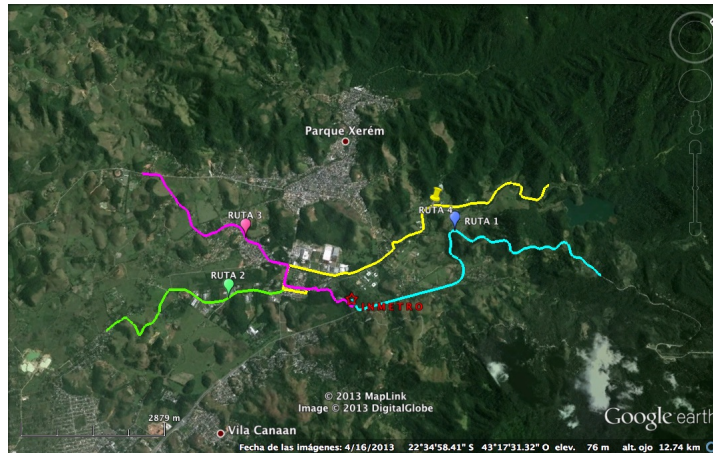 Parque Xerém
RUTA 3
RUTA 4
RUTA 1
RUTA 2
INMETRO
© 2013 MapLink
Image © 2013 DigitalGlobe
2879 m
Vila Canaan
Google earth
Fecha de las imágenes: 4/16/2013 22°34'58.41" S 43°17'31.32" O elev. 76 m alt. ojo 12.74 km